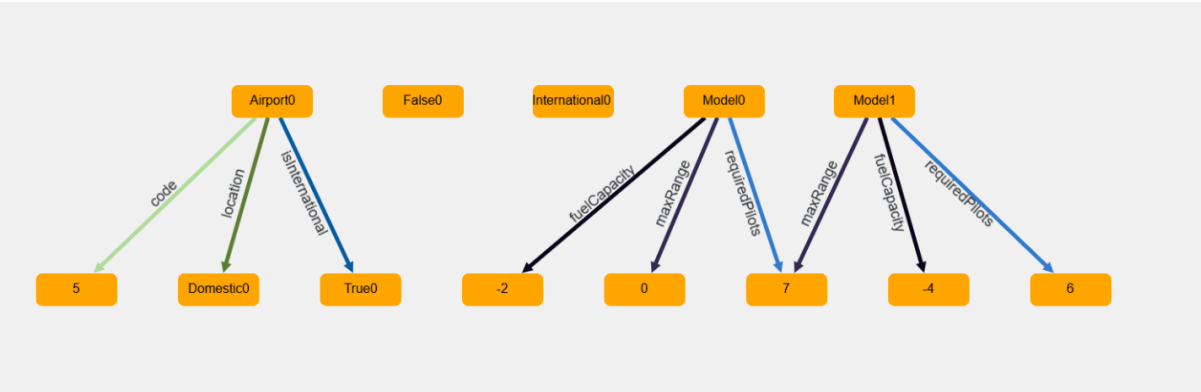 Airport0
False0
International0
Model0
Model1
code
location
isInternational
fuelCapacity
maxRange
requiredPilots
maxRange
fuelCapacity
requiredPilots
5
Domestic0
True0
-2
0
7
-4
6